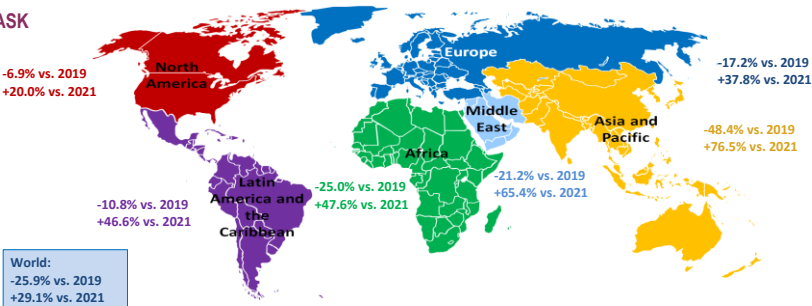 ASK
North
America
-6.9% vs. 2019
+20.0% vs. 2021
Europe
-17.2% vs. 2019
+37.8% vs. 2021
Middle
East
-21.2% vs. 2019
+65.4% vs. 2021
Asia and
Pacific
-48.4% vs. 2019
+76.5% vs. 2021
Africa
-25.0% vs. 2019
+47.6% vs. 2021
Latin
America and
the
Caribbean
-10.8% vs. 2019
+46.6% vs. 2021
World:
-25.9% vs. 2019
+29.1% vs. 2021